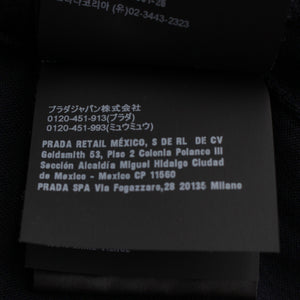 02-3443-2323
プラダジャパン株式会社
0120-451-913(プラダ)
0120-451-993(ミュウミュウ)
PRADA RETAIL MÉXICO, S DE RL DE CV
Goldsmith 53, Piso 2 Colonia Polanco III
Sección Alcaldía Miguel Hidalgo Ciudad
de Mexico - Mexico CP 11560
PRADA SPA Via Fogazzaro,28 20135 Milano